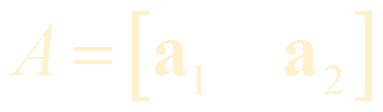 A = [a₁ a₂]